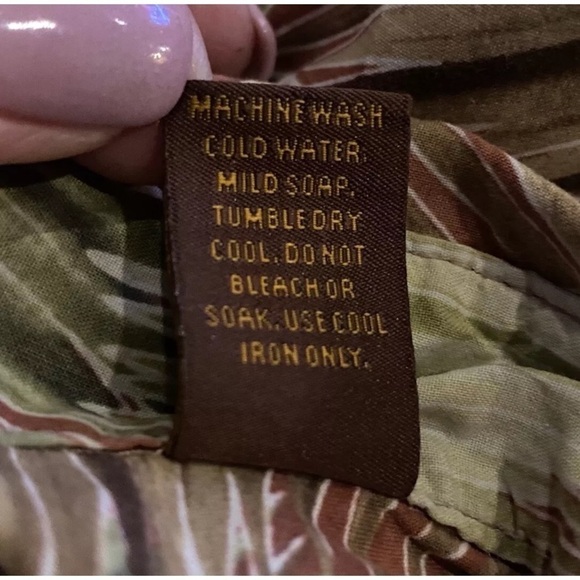 MACHINE WASH
COLD WATER.
MILD SOAP.
TUMBLE DRY
COOL. DO NOT
BLEACH OR
SOAK. USE COOL
IRON ONLY.